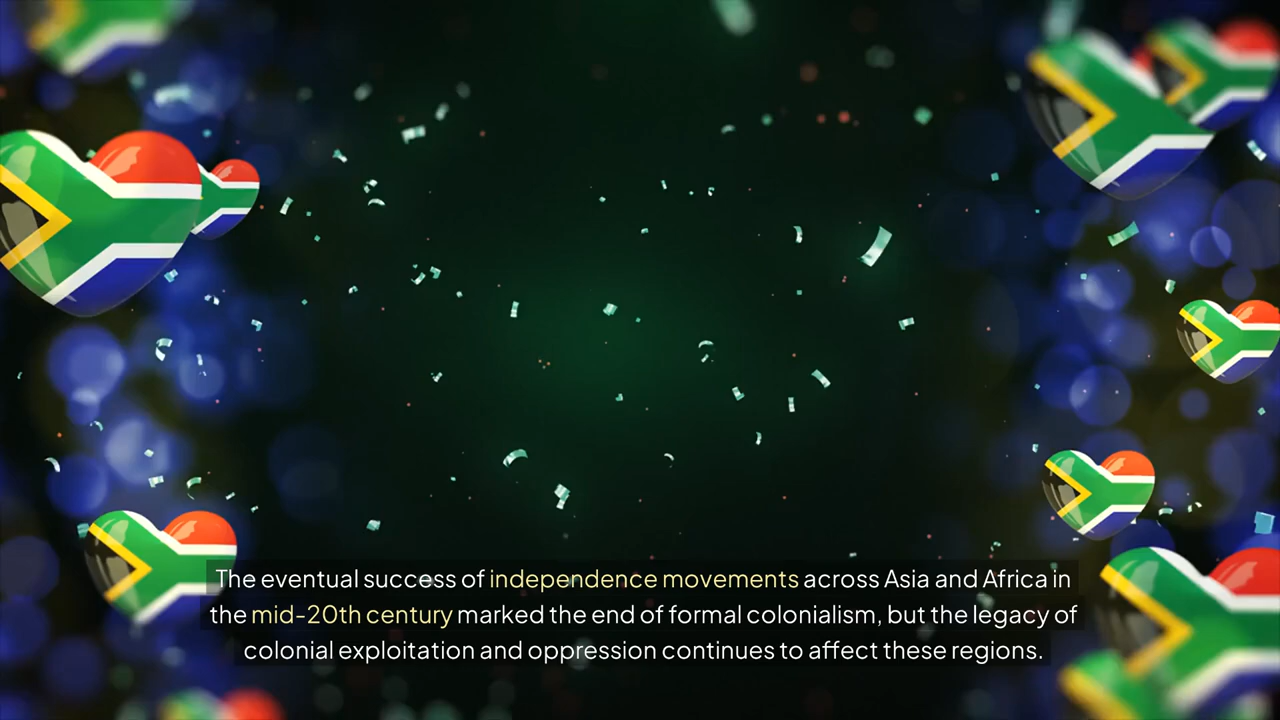 The eventual success of independence movements across Asia and Africa in
the mid-20th century marked the end of formal colonialism, but the legacy of
colonial exploitation and oppression continues to affect these regions.